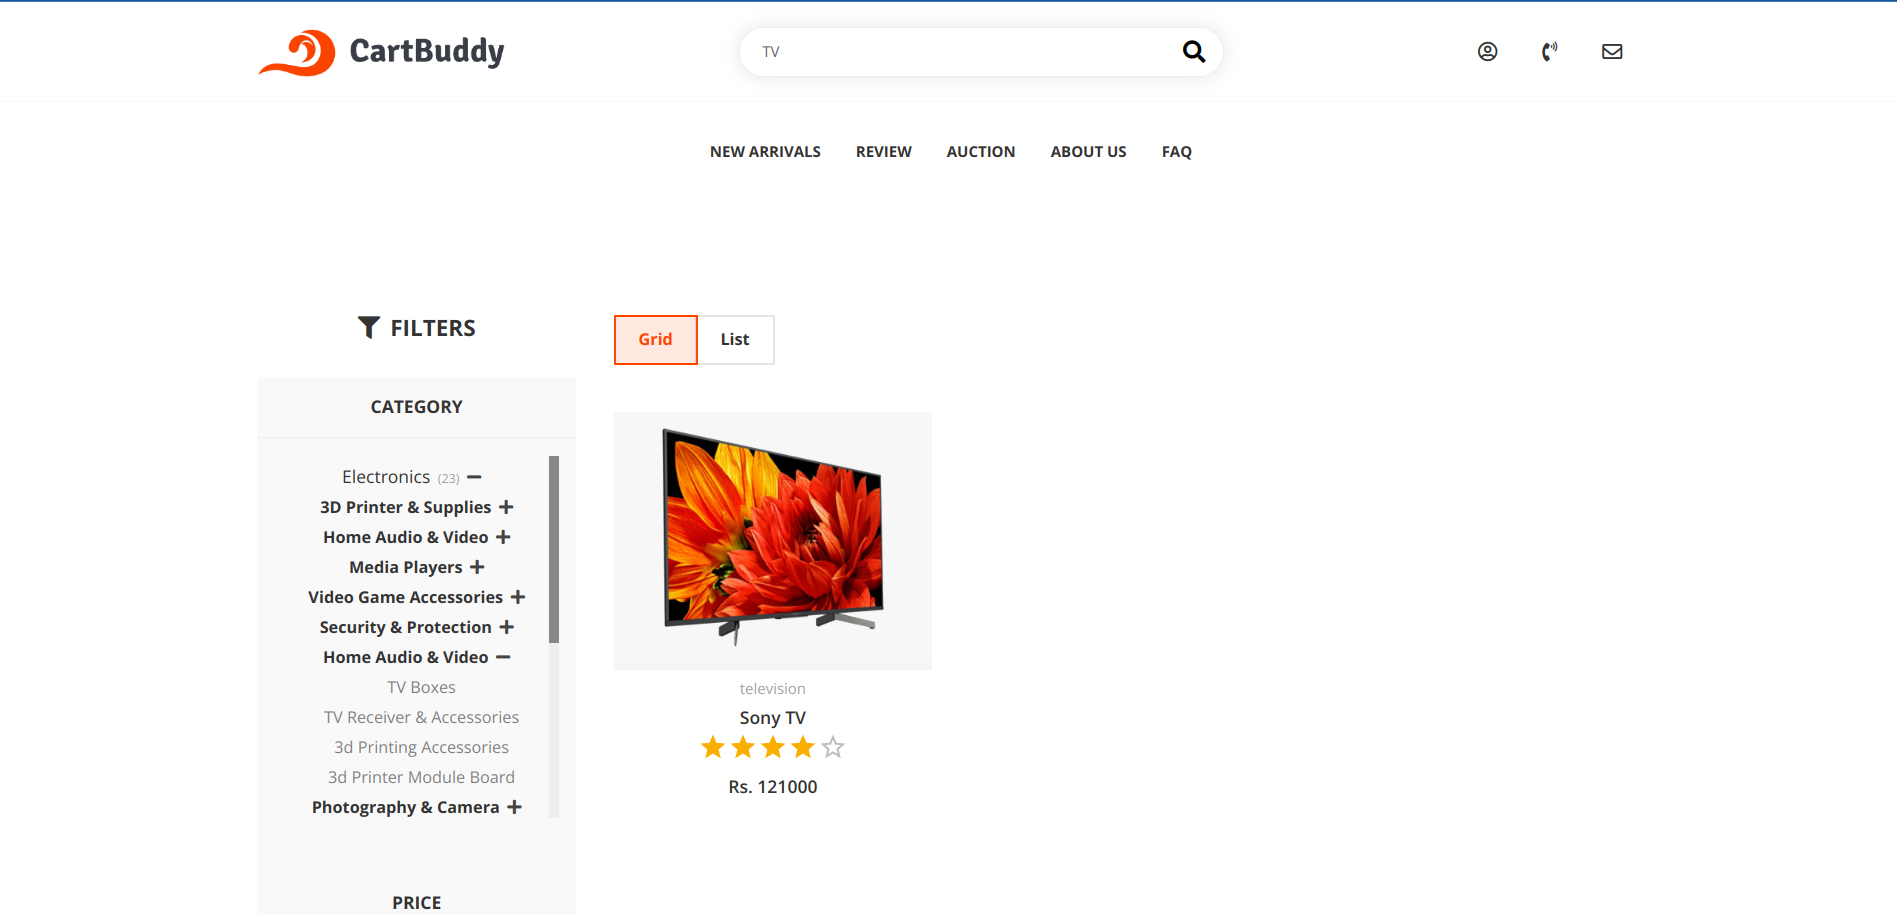 CartBuddy
TV
NEW ARRIVALS REVIEW AUCTION ABOUT US FAQ
FILTERS
CATEGORY
Electronics (23)
3D Printer & Supplies
Home Audio & Video
Media Players
Video Game Accessories
Security & Protection
Home Audio & Video
TV Boxes
TV Receiver & Accessories
3d Printing Accessories
3d Printer Module Board
Photography & Camera
PRICE
Grid List
television
Sony TV
Rs. 121000